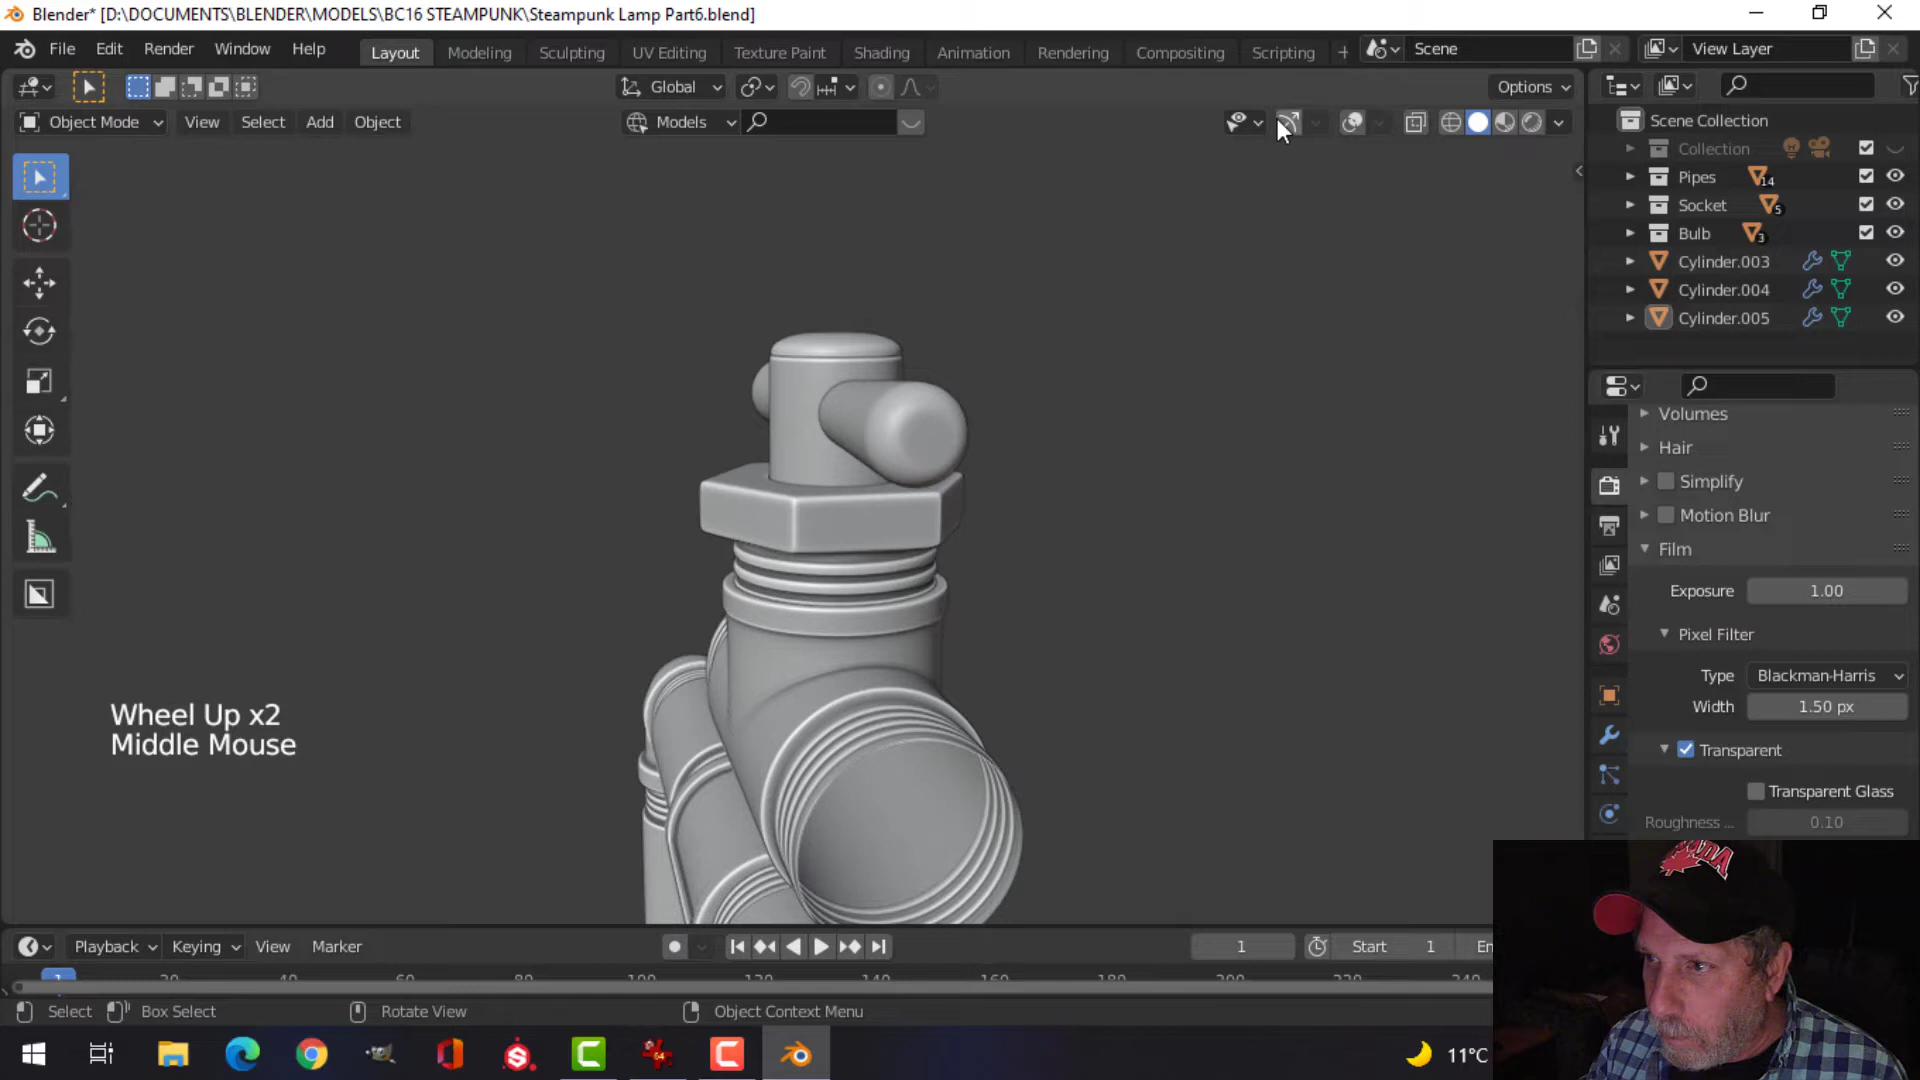 Blender* [D:\DOCUMENTS\BLENDER\MODELS\BC16 STEAMPUNK\Steampunk Lamp Part6.blend]
File Edit Render Window Help Layout Modeling Sculpting UV Editing Texture Paint Shading Animation Rendering Compositing Scripting + Scene View Layer
Global Options
Object Mode View Select Add Object Models
Scene Collection
Collection
Pipes 14
Socket 5
Bulb 3
Cylinder.003
Cylinder.004
Cylinder.005
Volumes
Hair
Simplify
Motion Blur
Film
Exposure 1.00
Pixel Filter
Type Blackman-Harris
Width 1.50 px
Transparent
Transparent Glass
Roughness ... 0.10
Wheel Up x2
Middle Mouse
Playback Keying View Marker 1 Start 1 En
1
Select Box Select Rotate View Object Context Menu
11°C